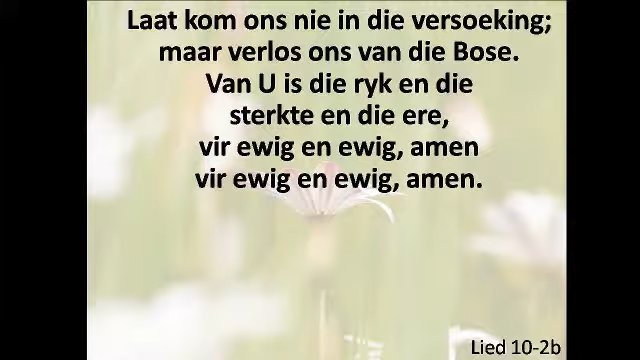 Laat kom ons nie in die versoeking;
maar verlos ons van die Bose.
Van U is die ryk en die
sterkte en die ere,
vir ewig en ewig, amen
vir ewig en ewig, amen.
Lied 10-2b